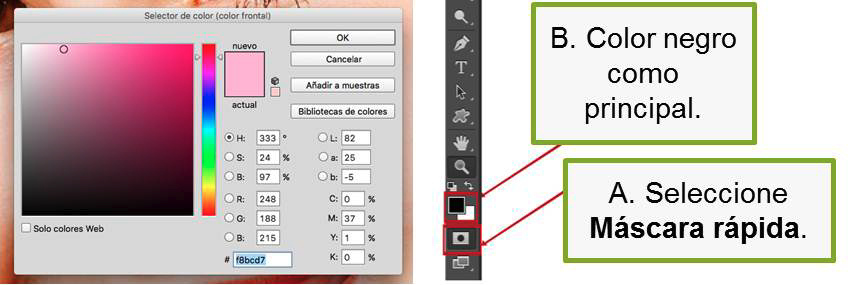 Selector de color (color frontal)
nuevo
actual
OK
Cancelar
Añadir a muestras
Bibliotecas de colores
H: 333 °
S: 24 %
B: 97 %
R: 248
G: 188
B: 215
# f8bcd7
L: 82
a: 25
b: -5
C: 0 %
M: 37 %
Y: 1 %
K: 0 %
Solo colores Web
T
B. Color negro
como
principal.
A. Seleccione
Máscara rápida.